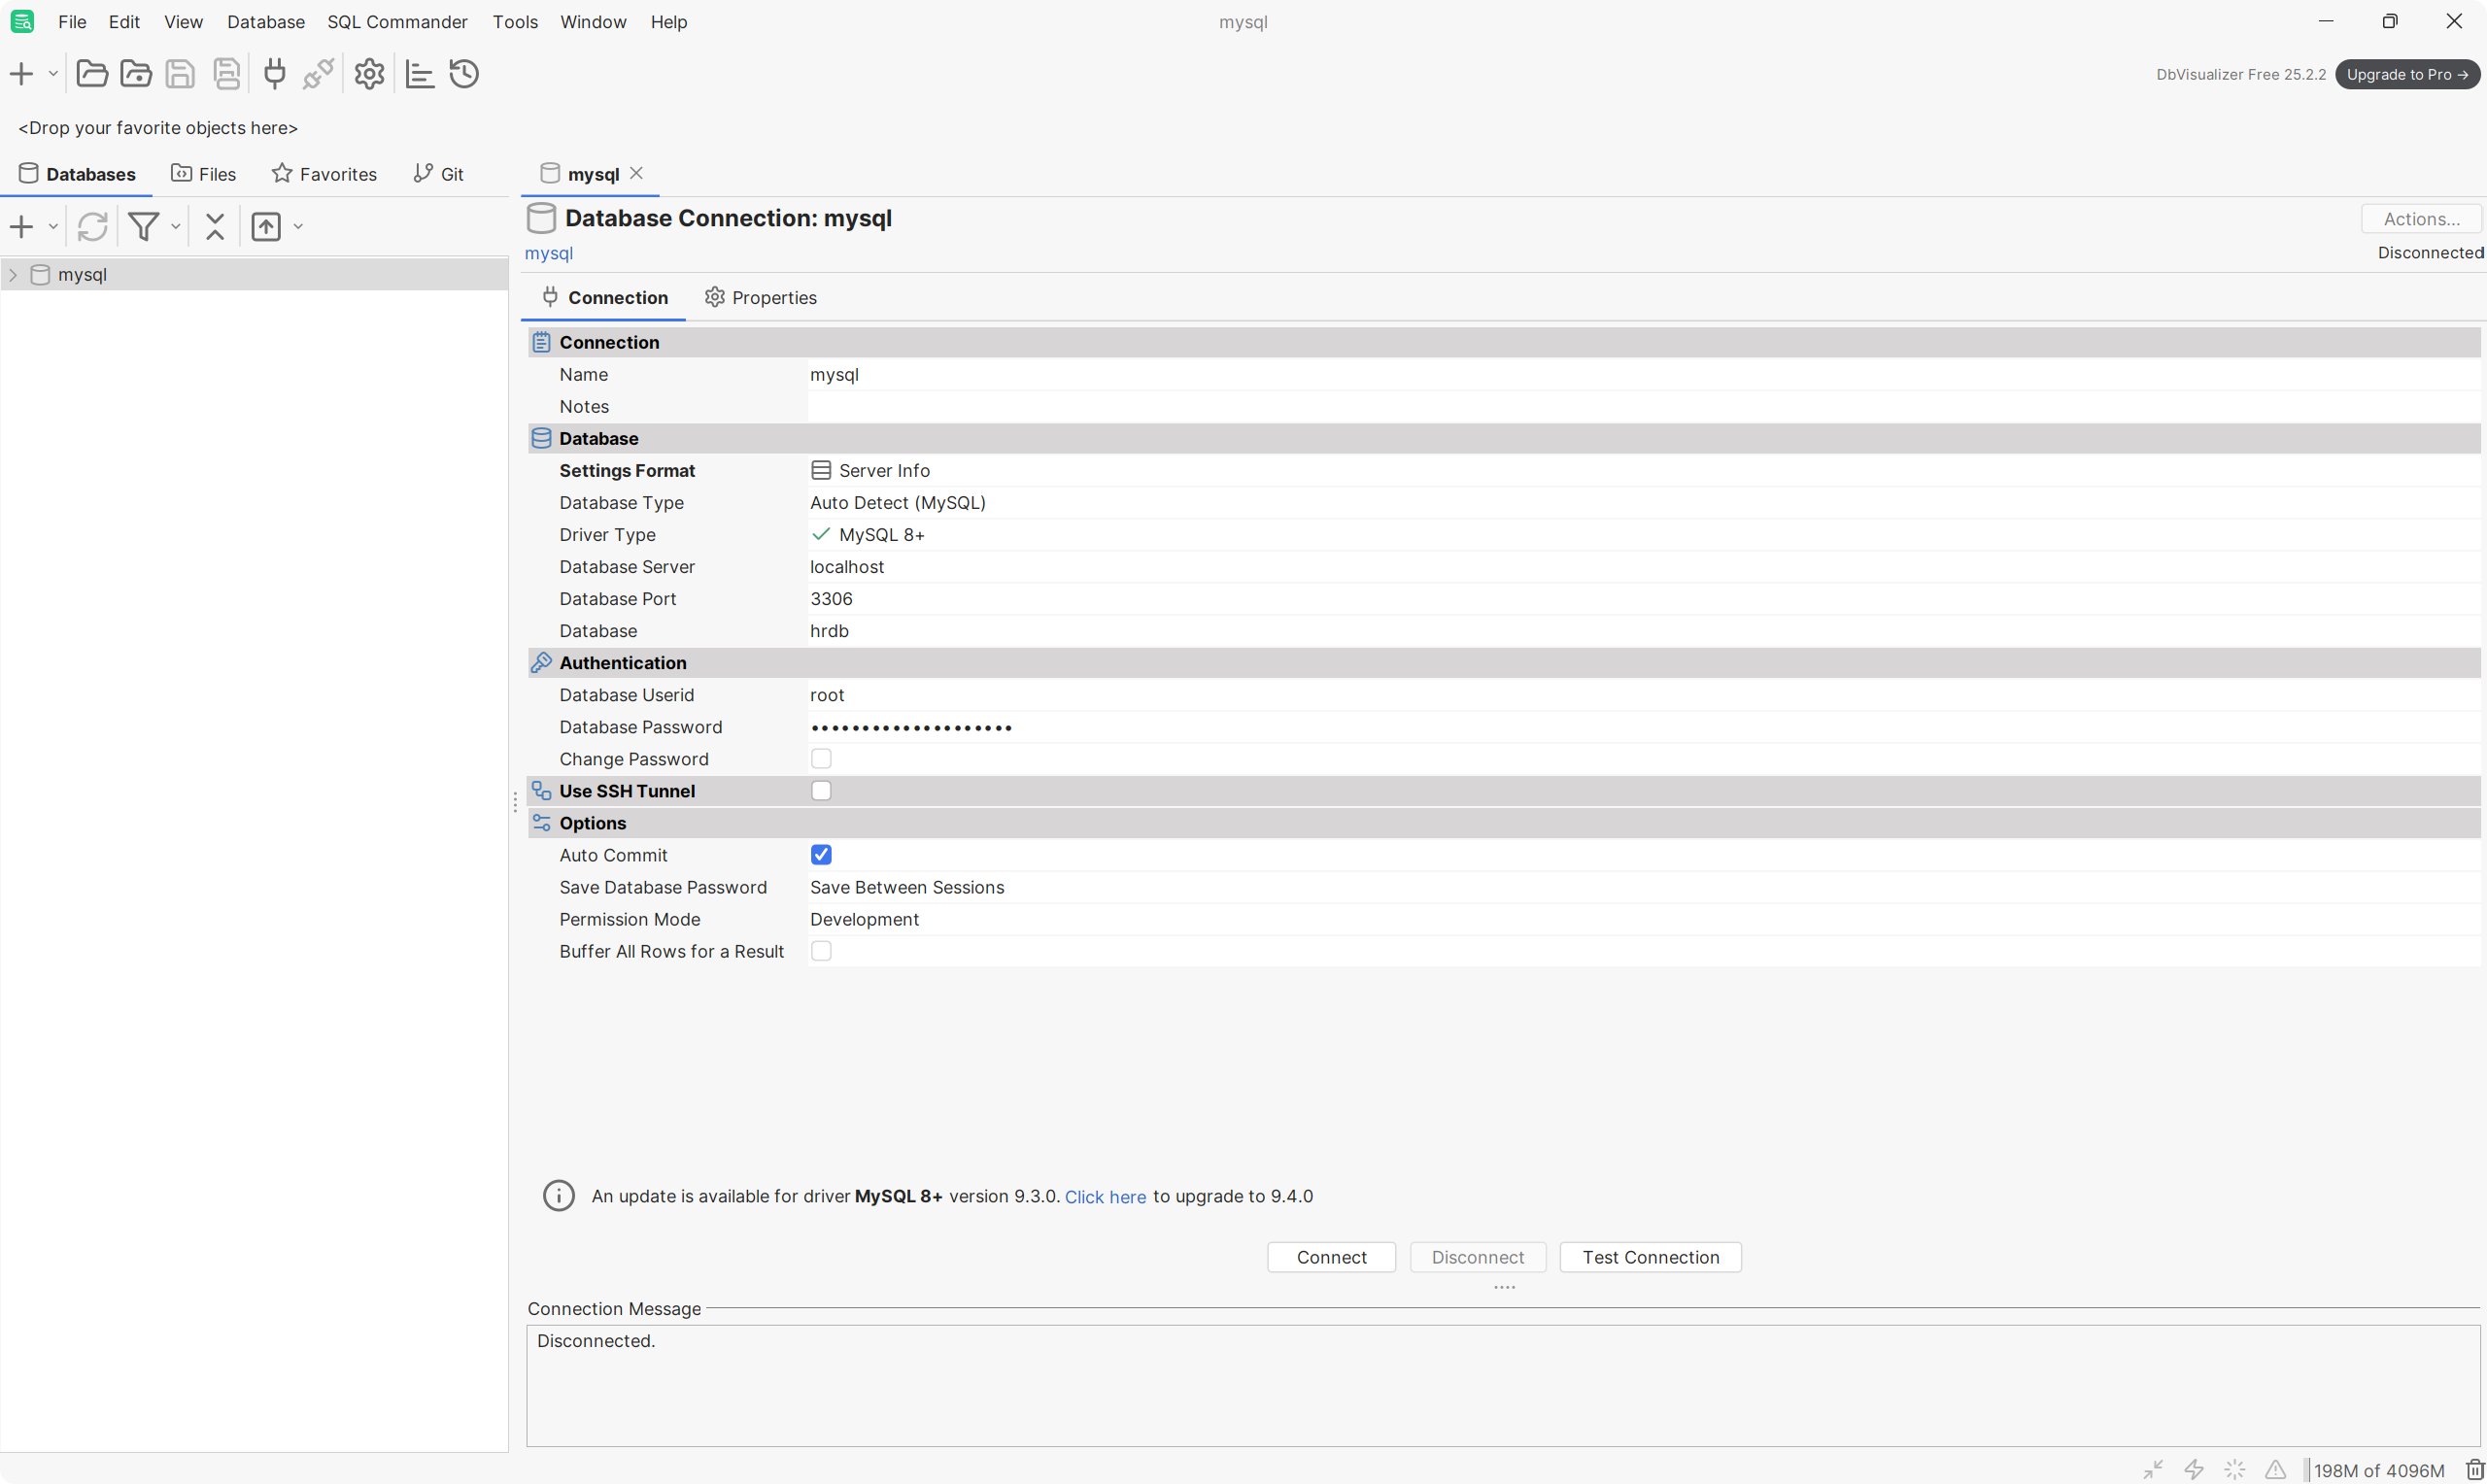 File Edit View Database SQL Commander Tools Window Help mysql
DbVisualizer Free 25.2.2 Upgrade to Pro →
<Drop your favorite objects here>
Databases Files Favorites Git mysql
Database Connection: mysql Actions...
mysql Disconnected
mysql
Connection Properties
Connection
Name mysql
Notes
Database
Settings Format Server Info
Database Type Auto Detect (MySQL)
Driver Type MySQL 8+
Database Server localhost
Database Port 3306
Database hrdb
Authentication
Database Userid root
Database Password ••••••••••••••••••••
Change Password
Use SSH Tunnel
Options
Auto Commit
Save Database Password Save Between Sessions
Permission Mode Development
Buffer All Rows for a Result
An update is available for driver MySQL 8+ version 9.3.0. Click here to upgrade to 9.4.0
Connect Disconnect Test Connection
Connection Message
Disconnected.
198M of 4096M